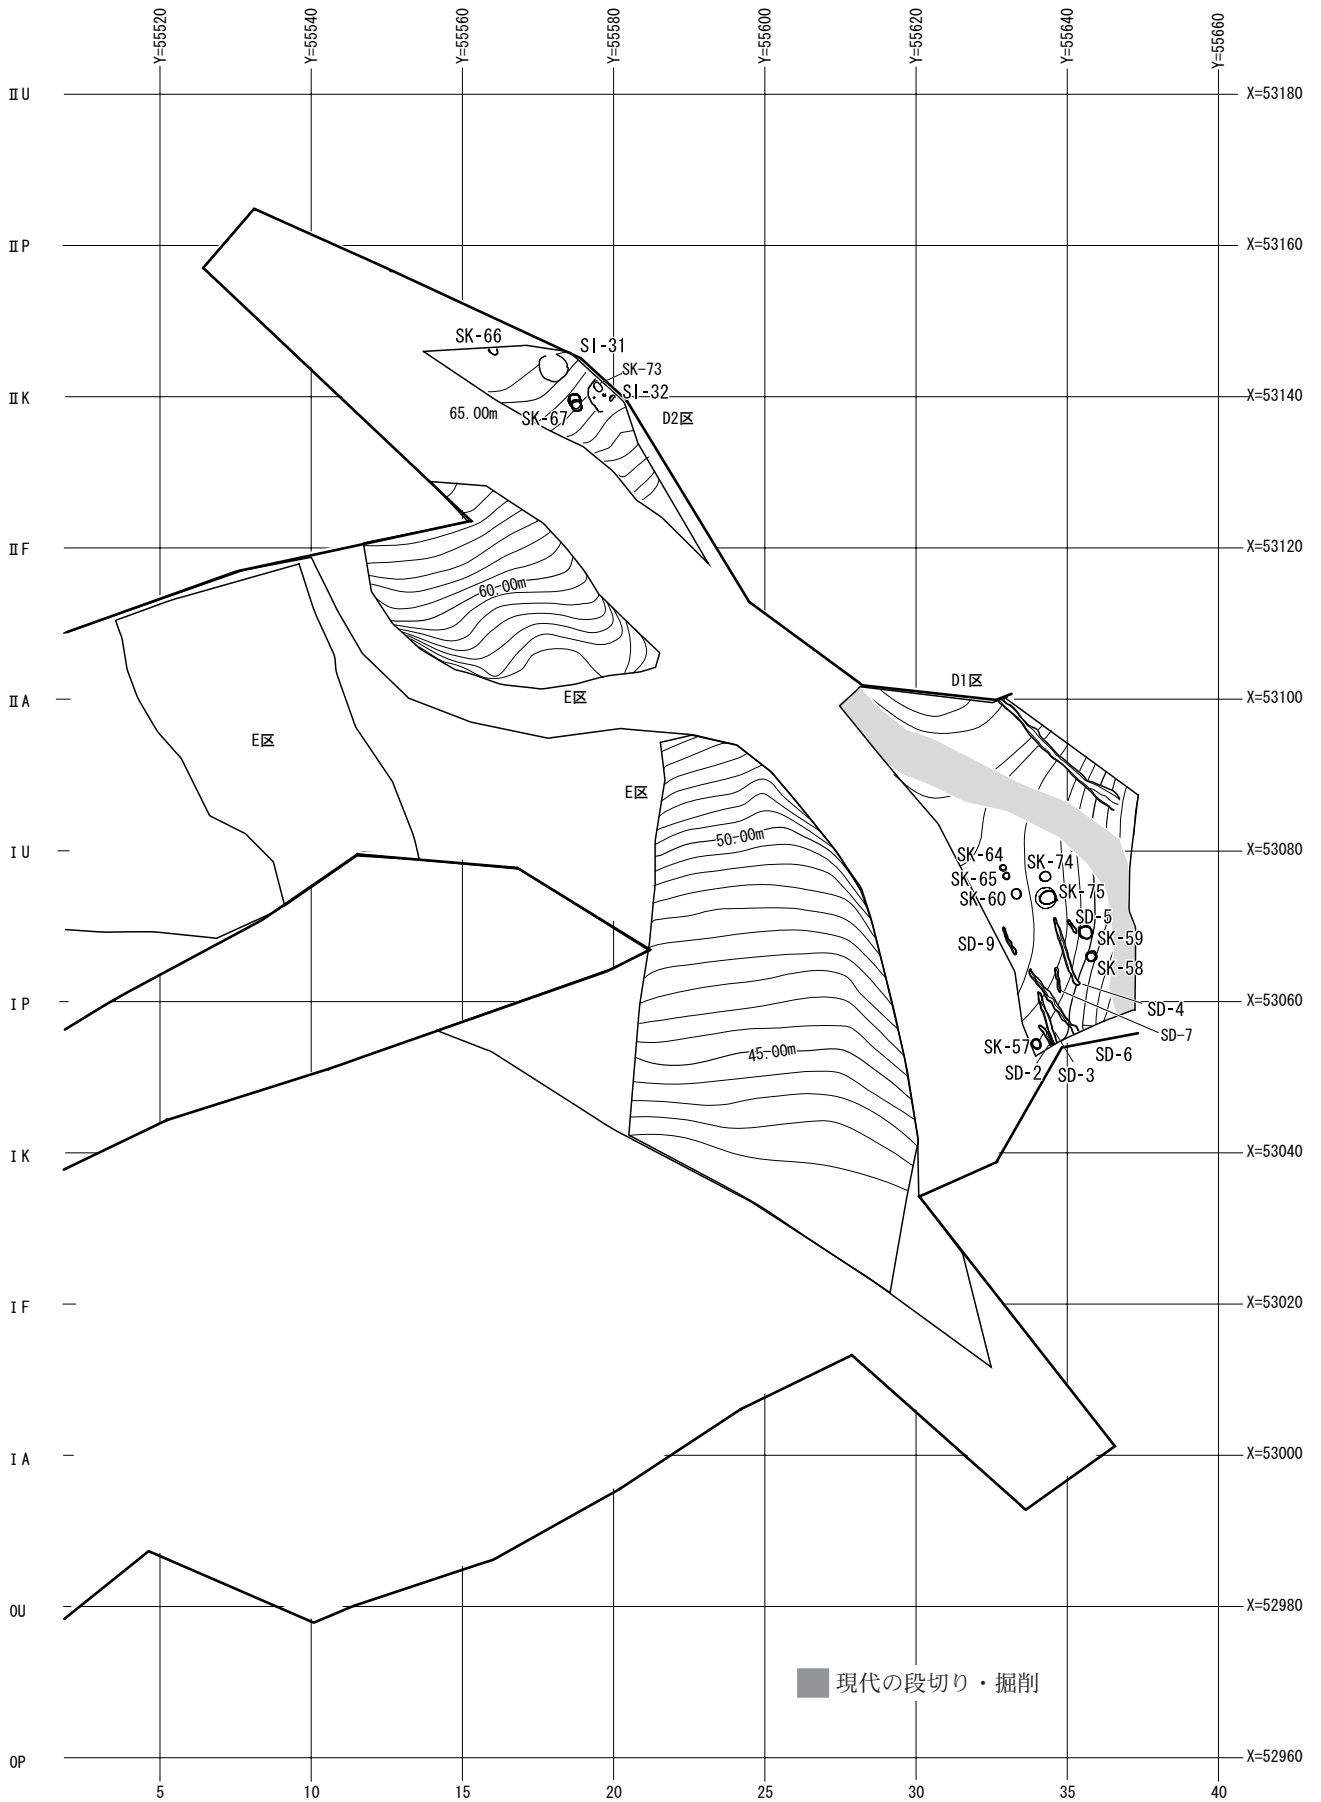 Y=55520
Y=55540
Y=55560
Y=55580
Y=55600
Y=55620
Y=55640
Y=55660
ⅡU
X=53180
ⅡP
X=53160
SK-66
SI-31
SK-73
SI-32
ⅡK
X=53140
65.00m
SK-67
D2区
ⅡF
X=53120
60.00m
D1区
ⅡA
E区
X=53100
E区
E区
50.00m
IU
X=53080
SK-64
SK-74
SK-65
SK-75
SK-60
SD-5
SD-9
SK-59
SK-58
IP
X=53060
SD-4
SD-7
SK-57
45.00m
SD-6
SD-2
SD-3
IK
X=53040
IF
X=53020
IA
X=53000
OU
X=52980
現代の段切り・掘削
OP
X=52960
5
10
15
20
25
30
35
40